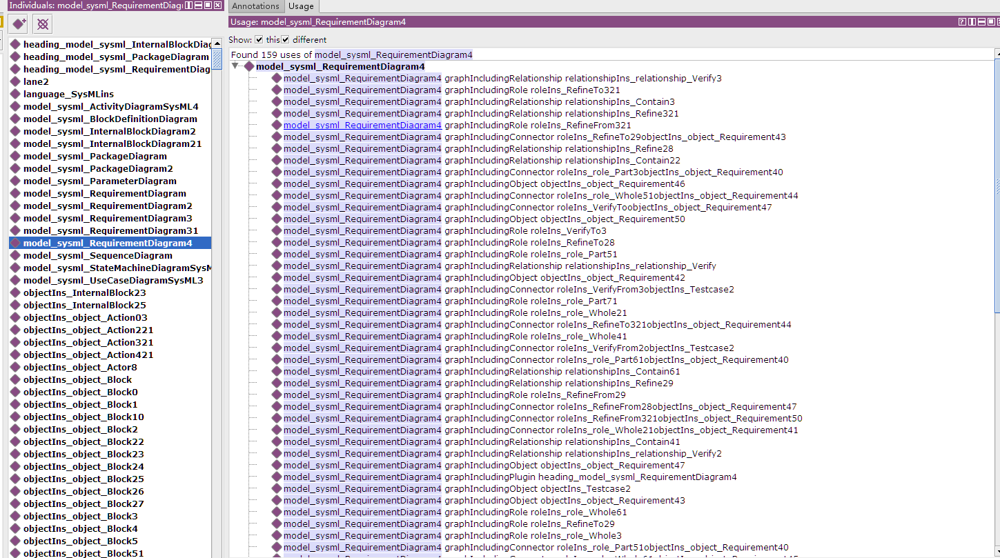 Individuals: model_sysml_RequirementDiagr
heading_model_sysml_InternalBlockDiag
heading_model_sysml_PackageDiagram
heading_model_sysml_RequirementDiag
lane2
language_SysMLins
model_sysml_ActivityDiagramSysML4
model_sysml_BlockDefinitionDiagram
model_sysml_InternalBlockDiagram2
model_sysml_InternalBlockDiagram21
model_sysml_PackageDiagram
model_sysml_PackageDiagram2
model_sysml_ParameterDiagram
model_sysml_RequirementDiagram
model_sysml_RequirementDiagram2
model_sysml_RequirementDiagram3
model_sysml_RequirementDiagram31
model_sysml_RequirementDiagram4
model_sysml_SequenceDiagram
model_sysml_StateMachineDiagramSysM
model_sysml_UseCaseDiagramSysML3
objectIns_InternalBlock23
objectIns_InternalBlock25
objectIns_object_Action03
objectIns_object_Action221
objectIns_object_Action321
objectIns_object_Action421
objectIns_object_Actor8
objectIns_object_Block
objectIns_object_Block0
objectIns_object_Block1
objectIns_object_Block10
objectIns_object_Block2
objectIns_object_Block22
objectIns_object_Block23
objectIns_object_Block24
objectIns_object_Block25
objectIns_object_Block26
objectIns_object_Block27
objectIns_object_Block3
objectIns_object_Block4
objectIns_object_Block5
objectIns_object_Block51
Annotations Usage
Usage: model_sysml_RequirementDiagram4
Show: this different
Found 159 uses of model_sysml_RequirementDiagram4
model_sysml_RequirementDiagram4
model_sysml_RequirementDiagram4 graphIncludingRelationship relationshipIns_relationship_Verify3
model_sysml_RequirementDiagram4 graphIncludingRole roleIns_RefineTo321
model_sysml_RequirementDiagram4 graphIncludingRelationship relationshipIns_Contain3
model_sysml_RequirementDiagram4 graphIncludingRelationship relationshipIns_Refine321
model_sysml_RequirementDiagram4 graphIncludingRole roleIns_RefineFrom321
model_sysml_RequirementDiagram4 graphIncludingConnector roleIns_RefineTo29objectIns_object_Requirement43
model_sysml_RequirementDiagram4 graphIncludingRelationship relationshipIns_Refine28
model_sysml_RequirementDiagram4 graphIncludingRelationship relationshipIns_Contain22
model_sysml_RequirementDiagram4 graphIncludingConnector roleIns_role_Part3objectIns_object_Requirement40
model_sysml_RequirementDiagram4 graphIncludingObject objectIns_object_Requirement46
model_sysml_RequirementDiagram4 graphIncludingConnector roleIns_role_Whole51objectIns_object_Requirement44
model_sysml_RequirementDiagram4 graphIncludingConnector roleIns_VerifyToobjectIns_object_Requirement47
model_sysml_RequirementDiagram4 graphIncludingObject objectIns_object_Requirement50
model_sysml_RequirementDiagram4 graphIncludingRole roleIns_VerifyTo3
model_sysml_RequirementDiagram4 graphIncludingRole roleIns_RefineTo28
model_sysml_RequirementDiagram4 graphIncludingRole roleIns_role_Part51
model_sysml_RequirementDiagram4 graphIncludingRelationship relationshipIns_relationship_Verify
model_sysml_RequirementDiagram4 graphIncludingObject objectIns_object_Requirement42
model_sysml_RequirementDiagram4 graphIncludingConnector roleIns_VerifyFrom3objectIns_Testcase2
model_sysml_RequirementDiagram4 graphIncludingRole roleIns_role_Part71
model_sysml_RequirementDiagram4 graphIncludingRole roleIns_role_Whole21
model_sysml_RequirementDiagram4 graphIncludingConnector roleIns_RefineTo321objectIns_object_Requirement44
model_sysml_RequirementDiagram4 graphIncludingRole roleIns_role_Whole41
model_sysml_RequirementDiagram4 graphIncludingConnector roleIns_VerifyFrom2objectIns_Testcase2
model_sysml_RequirementDiagram4 graphIncludingConnector roleIns_role_Part61objectIns_object_Requirement40
model_sysml_RequirementDiagram4 graphIncludingRelationship relationshipIns_Contain61
model_sysml_RequirementDiagram4 graphIncludingRelationship relationshipIns_Refine29
model_sysml_RequirementDiagram4 graphIncludingRole roleIns_RefineFrom29
model_sysml_RequirementDiagram4 graphIncludingConnector roleIns_RefineFrom28objectIns_object_Requirement47
model_sysml_RequirementDiagram4 graphIncludingConnector roleIns_RefineFrom321objectIns_object_Requirement50
model_sysml_RequirementDiagram4 graphIncludingConnector roleIns_role_Whole21objectIns_object_Requirement41
model_sysml_RequirementDiagram4 graphIncludingRelationship relationshipIns_Contain41
model_sysml_RequirementDiagram4 graphIncludingRelationship relationshipIns_relationship_Verify2
model_sysml_RequirementDiagram4 graphIncludingObject objectIns_object_Requirement47
model_sysml_RequirementDiagram4 graphIncludingPlugin heading_model_sysml_RequirementDiagram4
model_sysml_RequirementDiagram4 graphIncludingObject objectIns_Testcase2
model_sysml_RequirementDiagram4 graphIncludingObject objectIns_object_Requirement43
model_sysml_RequirementDiagram4 graphIncludingRole roleIns_role_Whole61
model_sysml_RequirementDiagram4 graphIncludingRole roleIns_RefineTo29
model_sysml_RequirementDiagram4 graphIncludingRole roleIns_role_Whole3
model_sysml_RequirementDiagram4 graphIncludingConnector roleIns_role_Part51objectIns_object_Requirement40